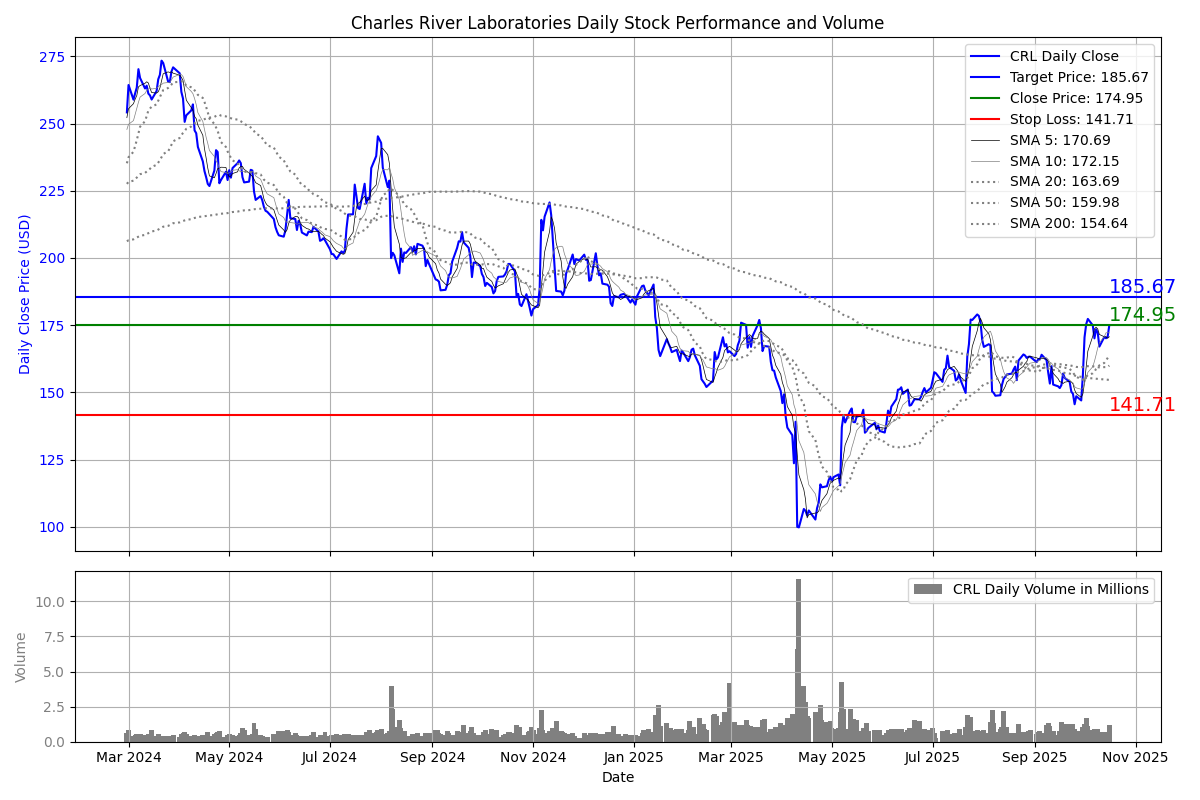 Charles River Laboratories Daily Stock Performance and Volume
Daily Close Price (USD)
275
250
225
200
175
150
125
100
CRL Daily Close
Target Price: 185.67
Close Price: 174.95
Stop Loss: 141.71
SMA 5: 170.69
SMA 10: 172.15
SMA 20: 163.69
SMA 50: 159.98
SMA 200: 154.64
185.67
174.95
141.71
Volume
10.0
7.5
5.0
2.5
0.0
CRL Daily Volume in Millions
Mar 2024 May 2024 Jul 2024 Sep 2024 Nov 2024 Jan 2025 Mar 2025 May 2025 Jul 2025 Sep 2025 Nov 2025
Date